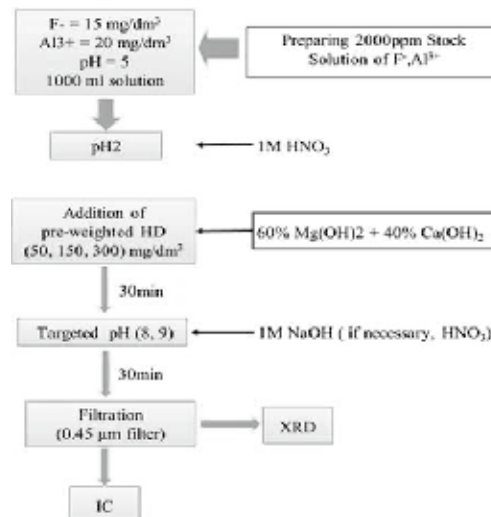 F- = 15 mg/dm³
Al3+ = 20 mg/dm³
pH = 5
1000 ml solution
Preparing 2000ppm Stock
Solution of F⁻,Al³⁺
pH2
1M HNO₃
Addition of
pre-weighted HD
(50, 150, 300) mg/dm³
60% Mg(OH)2 + 40% Ca(OH)₂
30min
Targeted pH (8, 9)
1M NaOH ( if necessary, HNO₃)
30min
Filtration
(0.45 µm filter)
XRD
IC